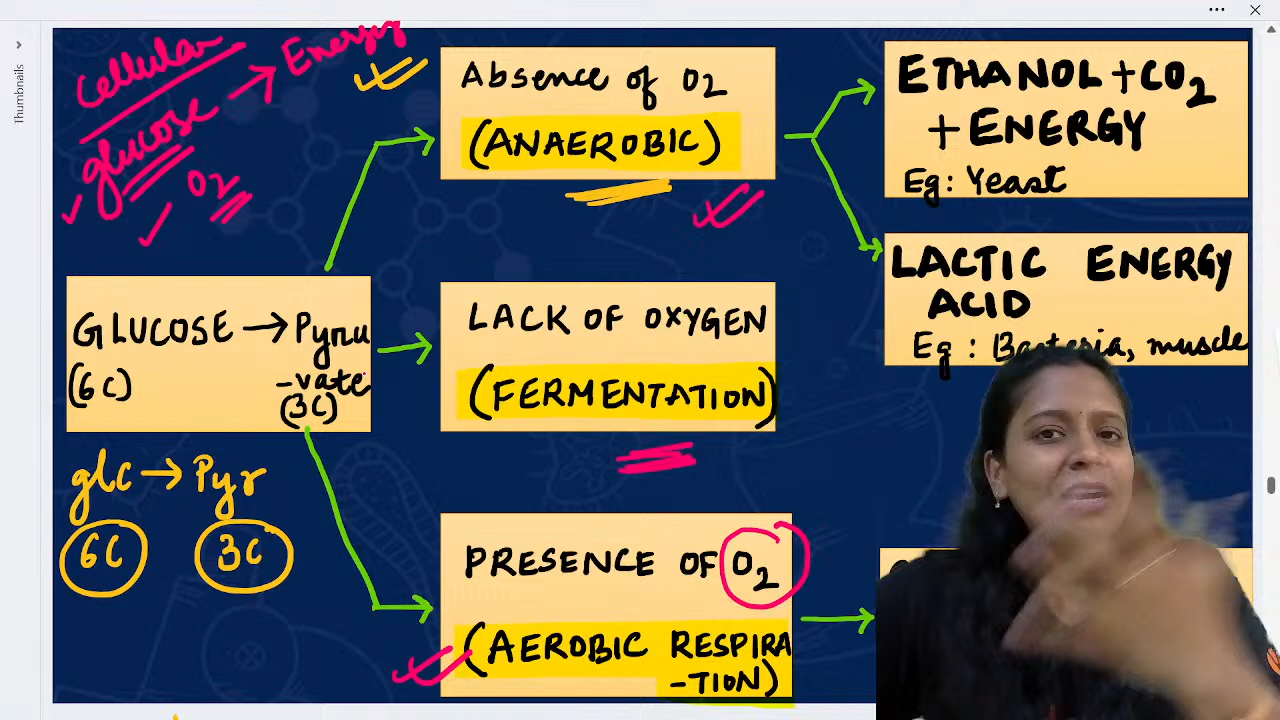 Thumbnails
Cellular
glucose → Energy
O2
Absence of O2
(ANAEROBIC)
ETHANOL + CO2
+ ENERGY
Eg: Yeast
LACTIC ENERGY
ACID
Eg: Bacteria, muscle
GLUCOSE → Pyru
(6C) -vate
(3C)
LACK OF OXYGEN
(FERMENTATION)
glc → Pyr
6C 3C
PRESENCE OF O2
(AEROBIC RESPIRA
-TION)